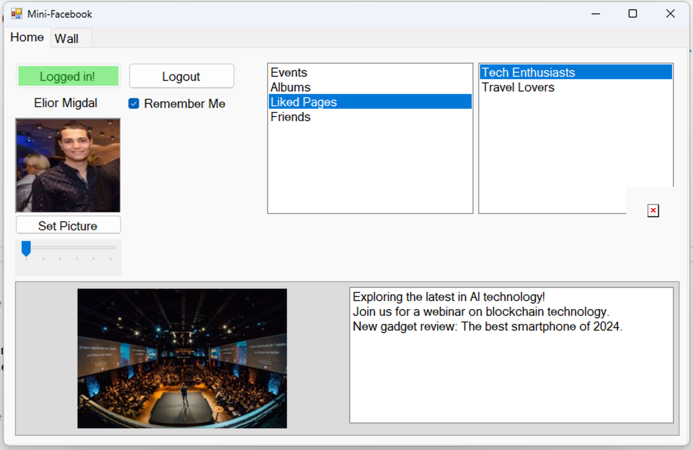 Mini-Facebook
Home
Wall
Logged in!
Logout
Elior Migdal
Remember Me
Set Picture
Events
Albums
Liked Pages
Friends
Tech Enthusiasts
Travel Lovers
Exploring the latest in AI technology!
Join us for a webinar on blockchain technology.
New gadget review: The best smartphone of 2024.